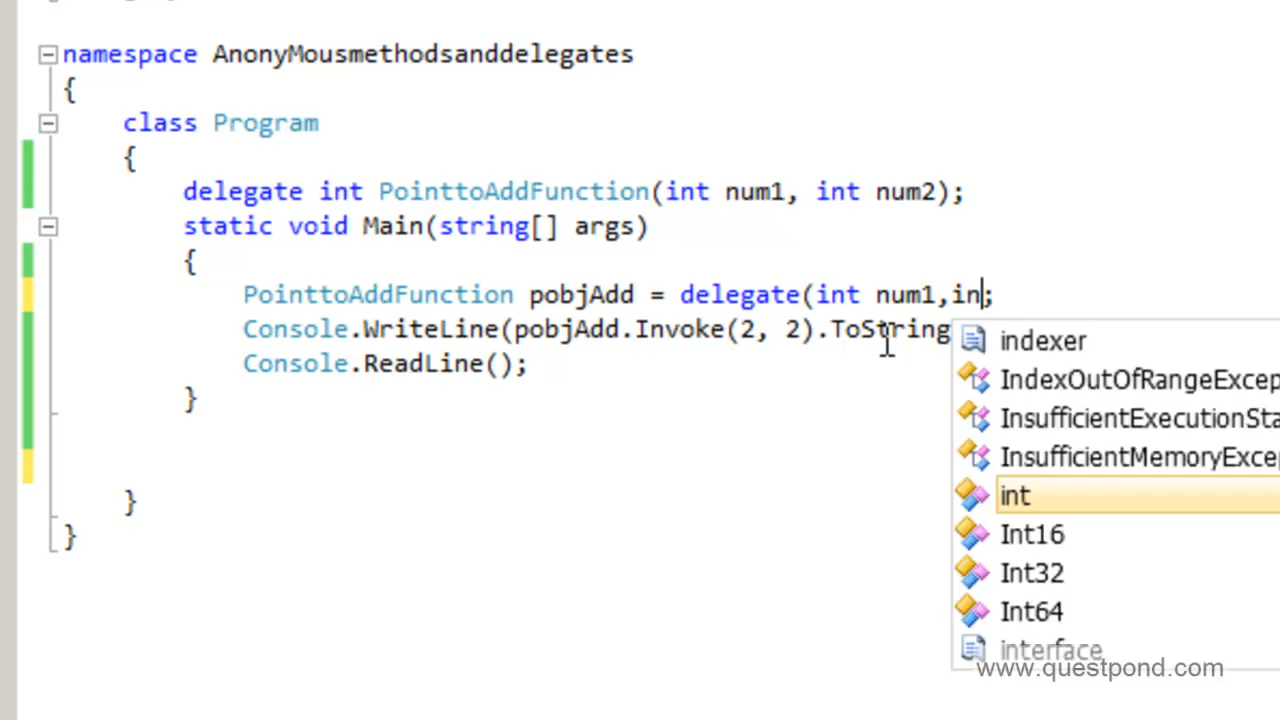 namespace AnonyMousmethodsanddelegates
{
class Program
{
delegate int PointtoAddFunction(int num1, int num2);
static void Main(string[] args)
{
PointtoAddFunction pobjAdd = delegate(int num1,in;
Console.WriteLine(pobjAdd.Invoke(2, 2).ToString
Console.ReadLine();
}
}
}
indexer
IndexOutOfRangeExcep
InsufficientExecutionSta
InsufficientMemoryExcep
int
Int16
Int32
Int64
interface
www.questpond.com